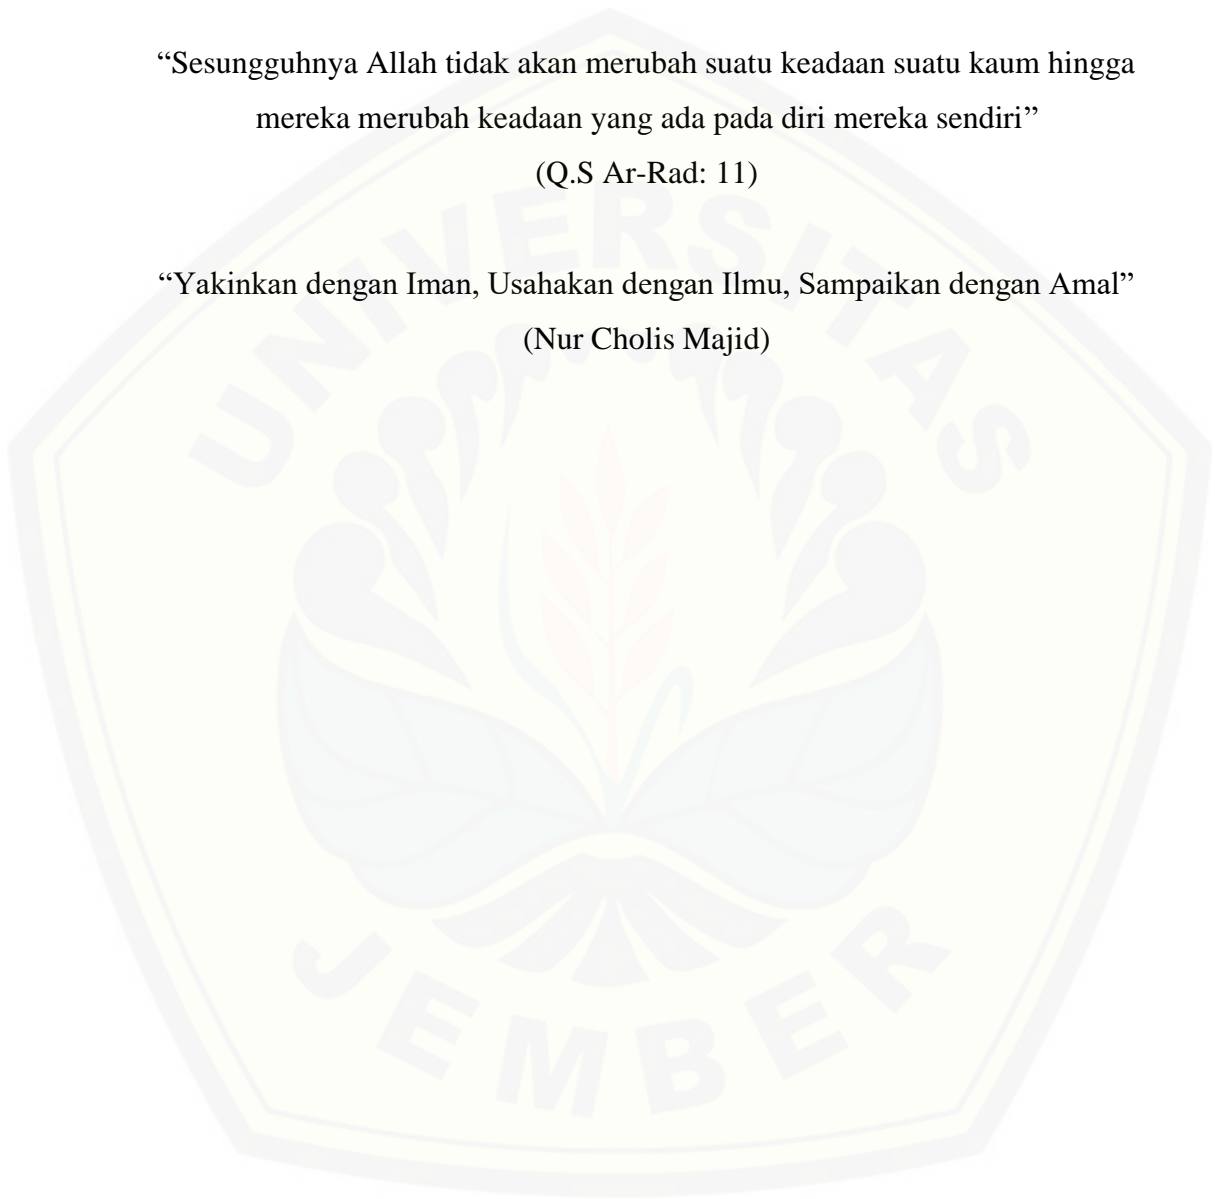 “Sesungguhnya Allah tidak akan merubah suatu keadaan suatu kaum hingga
mereka merubah keadaan yang ada pada diri mereka sendiri”
(Q.S Ar-Rad: 11)
“Yakinkan dengan Iman, Usahakan dengan Ilmu, Sampaikan dengan Amal”
(Nur Cholis Majid)
UNIVERSITAS
JEMBER